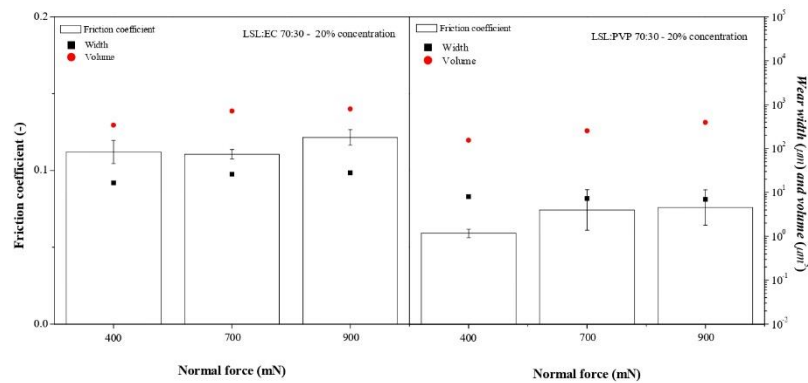 0.2
Friction coefficient
LSL:EC 70:30 - 20% concentration
Width
Volume
Friction coefficient
LSL:PVP 70:30 - 20% concentration
Width
Volume
10⁵
10⁴
10³
10²
10¹
10⁰
10⁻¹
10⁻²
0.1
0.0
Friction coefficient (-)
Wear width (μm) and volume (μm³)
400
700
900
400
700
900
Normal force (mN)
Normal force (mN)